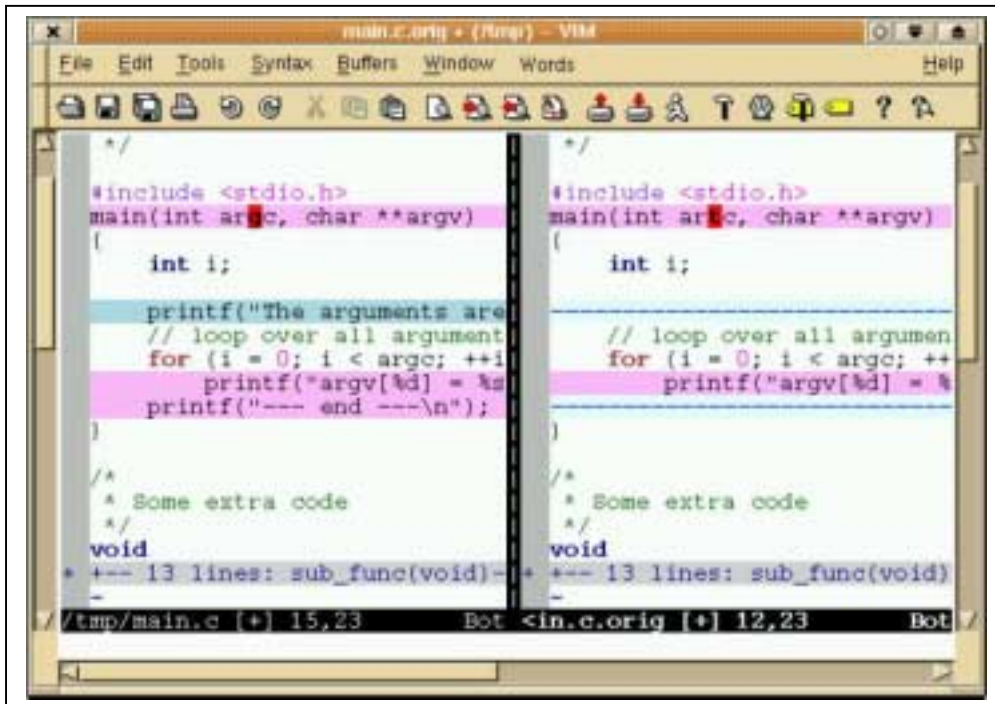 main.c.orig + (/tmp) - VIM
File Edit Tools Syntax Buffers Window Words Help
*/
#include <stdio.h>
main(int argc, char **argv)
{
int i;
printf("The arguments are
// loop over all argument
for (i = 0; i < argc; ++i
printf("argv[%d] = %s
printf("--- end ---\n");
}
/*
* Some extra code
*/
void
+ +-- 13 lines: sub_func(void)-
-
/tmp/main.c [+] 15,23 Bot
*/
#include <stdio.h>
main(int artc, char **argv)
{
int i;
// loop over all argumen
for (i = 0; i < argc; ++
printf("argv[%d] = %
}
/*
* Some extra code
*/
void
+ +-- 13 lines: sub_func(void)
-
<in.c.orig [+] 12,23 Bot